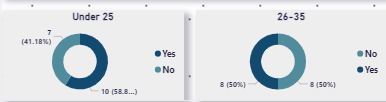 Under 25
7
(41.18%)
10 (58.8...)
Yes
No
26-35
8 (50%)
8 (50%)
Yes
No